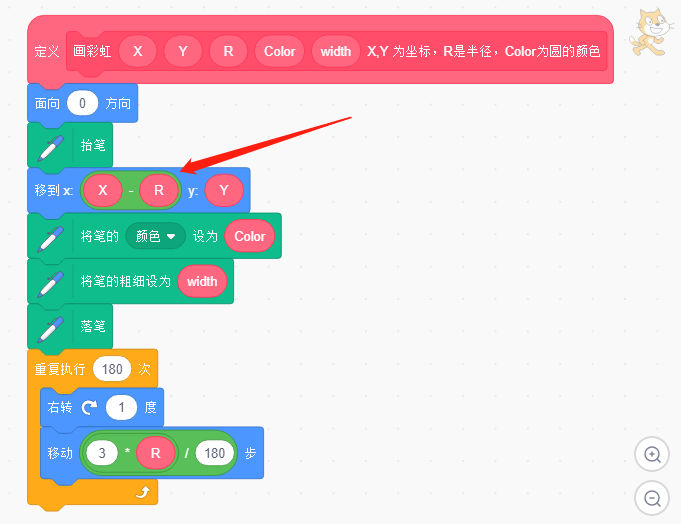 定义 画彩虹 X Y R Color width X,Y 为坐标，R是半径，Color为圆的颜色
面向 0 方向
抬笔
移到 x: X - R y: Y
将笔的 颜色 设为 Color
将笔的粗细设为 width
落笔
重复执行 180 次
右转 1 度
移动 3 * R / 180 步